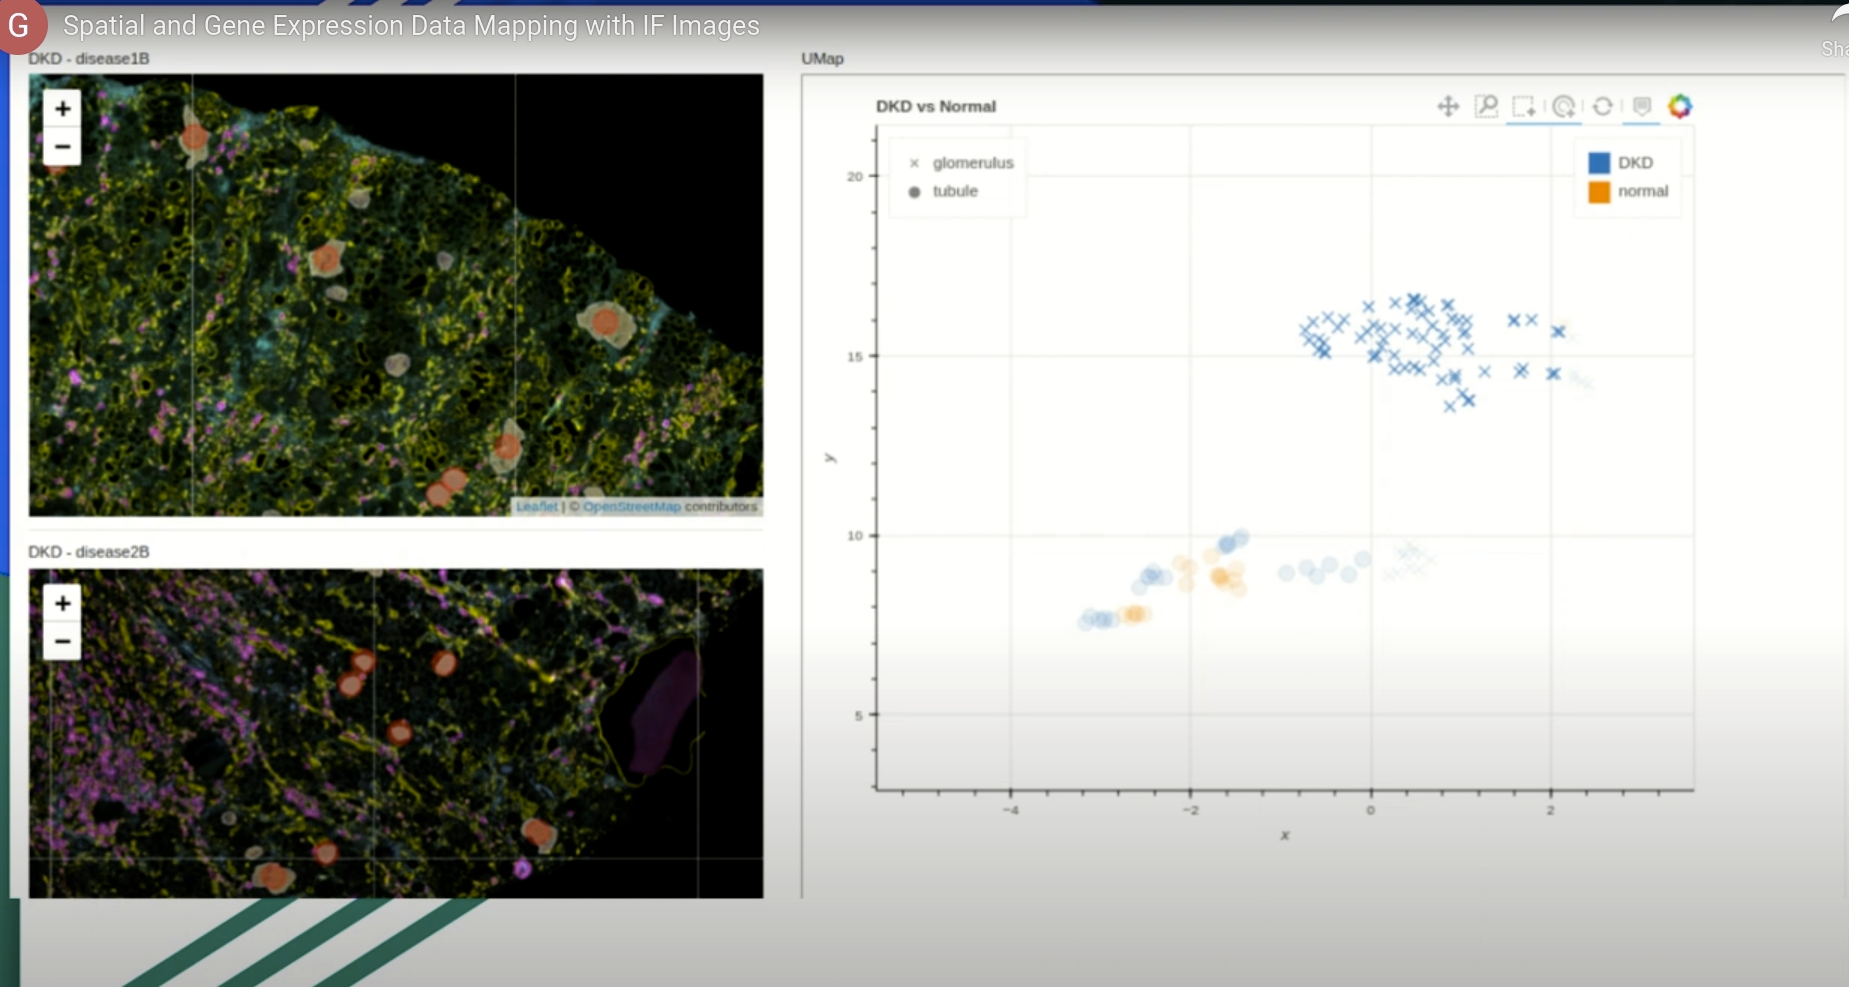 G
Spatial and Gene Expression Data Mapping with IF Images
DKD - disease1B
+
−
Leaflet | © OpenStreetMap contributors
DKD - disease2B
+
−
UMap
DKD vs Normal
glomerulus
tubule
DKD
normal
20
15
10
5
y
−4
−2
0
2
x